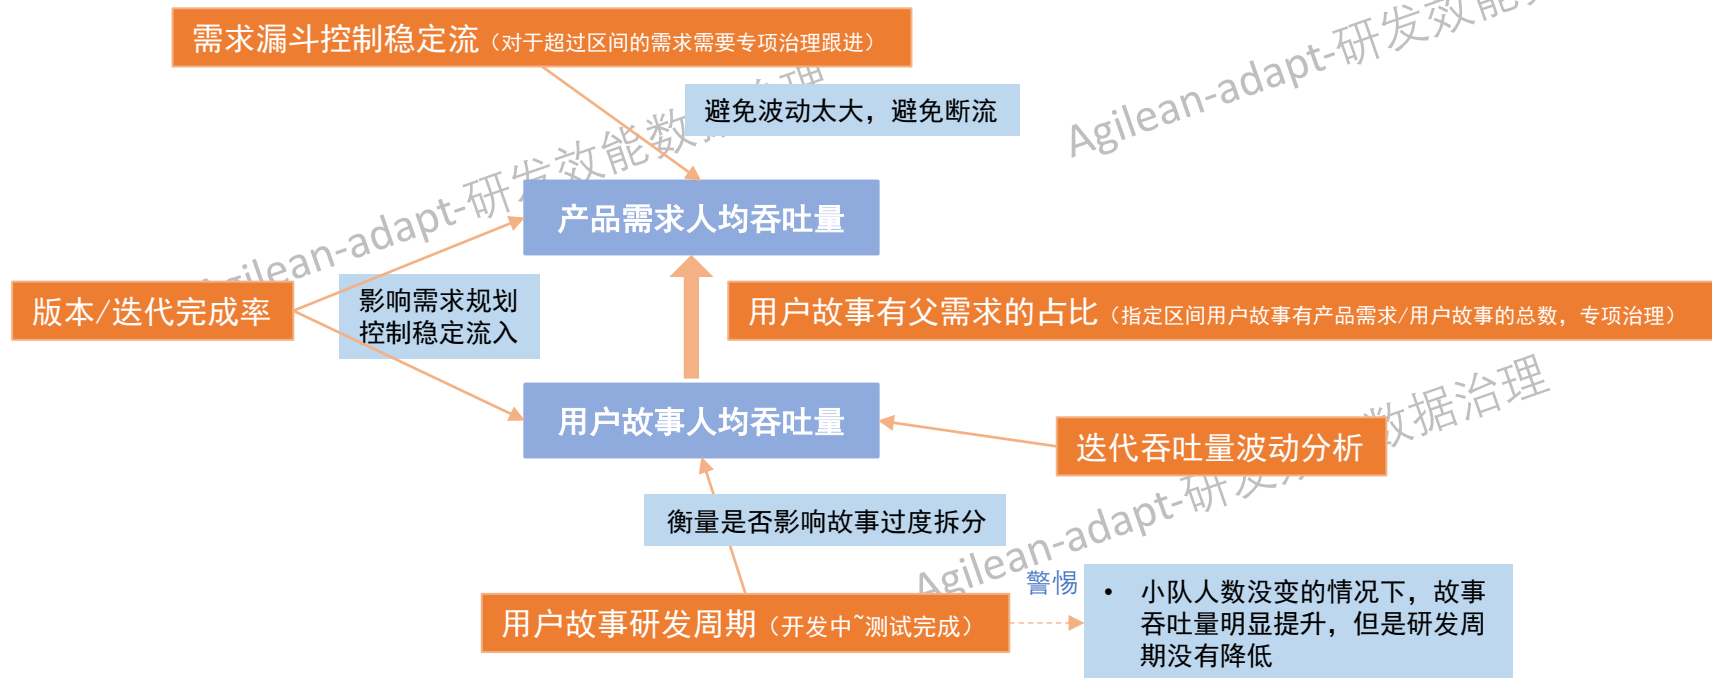 需求漏斗控制稳定流（对于超过区间的需求需要专项治理跟进）
避免波动太大，避免断流
Agilean-adapt-研发效能
Agilean-adapt-研发效能数据治理
产品需求人均吞吐量
版本/迭代完成率
影响需求规划
控制稳定流入
用户故事有父需求的占比（指定区间用户故事有产品需求/用户故事的总数，专项治理）
用户故事人均吞吐量
迭代吞吐量波动分析
衡量是否影响故事过度拆分
Agilean-adapt-研发效能数据治理
用户故事研发周期（开发中~测试完成）
警惕
• 小队人数没变的情况下，故事
吞吐量明显提升，但是研发周
期没有降低